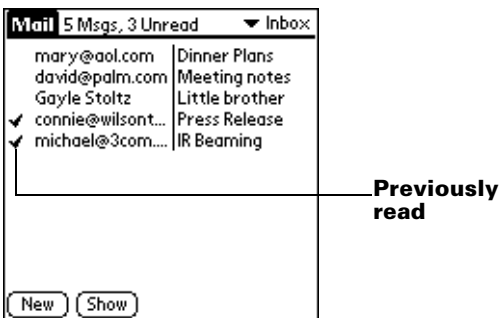 Mail 5 Msgs, 3 Unread Inbox
mary@aol.com Dinner Plans
david@palm.com Meeting notes
Gayle Stoltz Little brother
connie@wilsont... Press Release
michael@3com.... IR Beaming
Previously
read
New Show